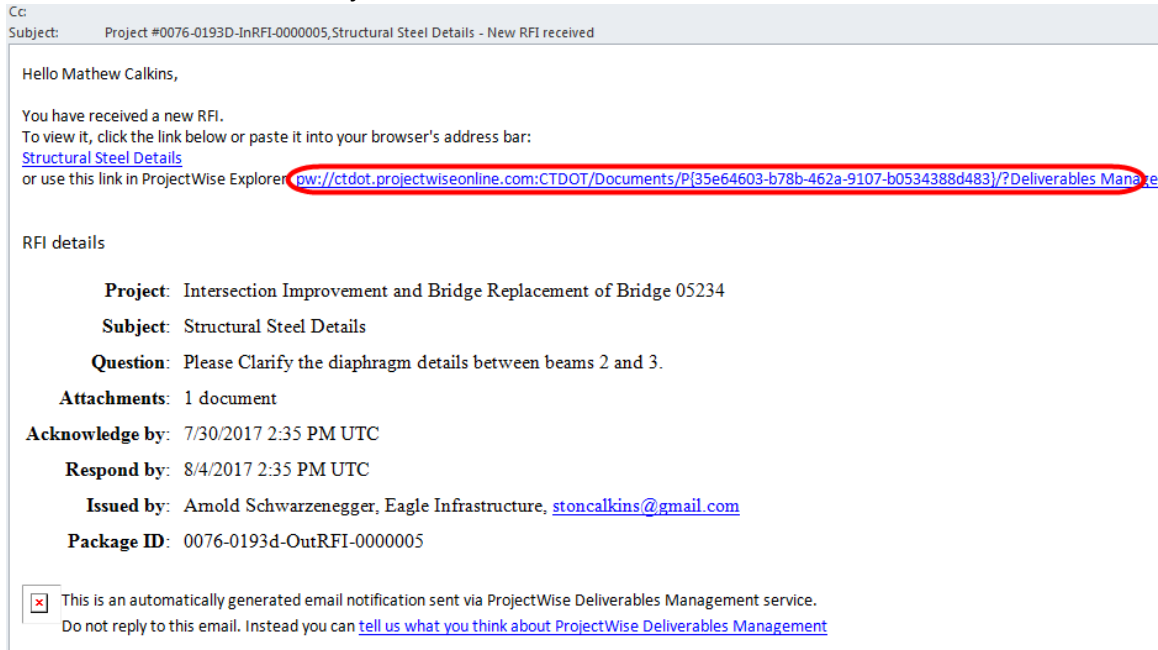 Cc:
Subject: Project #0076-0193D-InRFI-0000005,Structural Steel Details - New RFI received
Hello Mathew Calkins,
You have received a new RFI.
To view it, click the link below or paste it into your browser's address bar:
Structural Steel Details
or use this link in ProjectWise Explorer: pw://ctdot.projectwiseonline.com:CTDOT/Documents/P{35e64603-b78b-462a-9107-b0534388d483}/?Deliverables Manage
RFI details
Project: Intersection Improvement and Bridge Replacement of Bridge 05234
Subject: Structural Steel Details
Question: Please Clarify the diaphragm details between beams 2 and 3.
Attachments: 1 document
Acknowledge by: 7/30/2017 2:35 PM UTC
Respond by: 8/4/2017 2:35 PM UTC
Issued by: Arnold Schwarzenegger, Eagle Infrastructure, stoncalkins@gmail.com
Package ID: 0076-0193d-OutRFI-0000005
This is an automatically generated email notification sent via ProjectWise Deliverables Management service.
Do not reply to this email. Instead you can tell us what you think about ProjectWise Deliverables Management